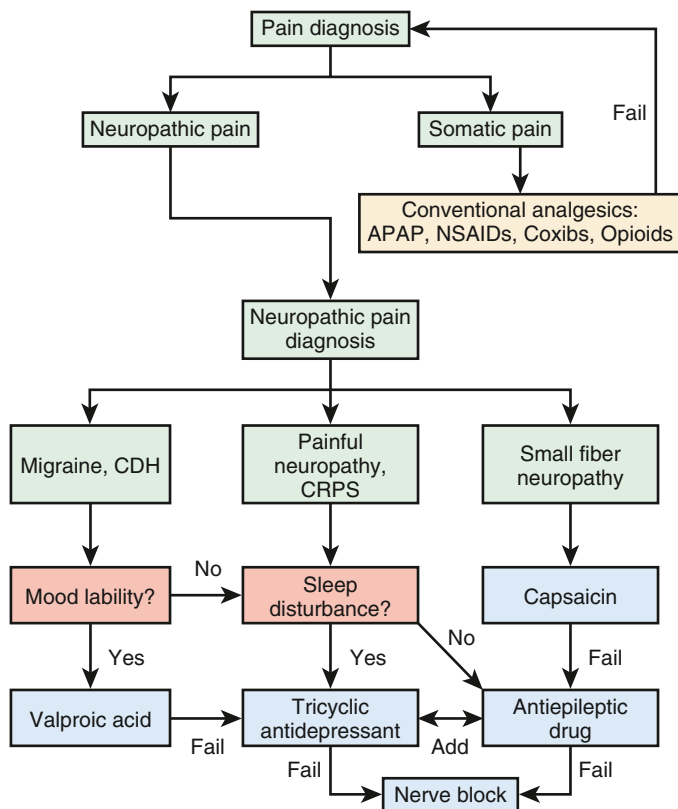 Pain diagnosis
Fail
Neuropathic pain
Somatic pain
Conventional analgesics:
APAP, NSAIDs, Coxibs, Opioids
Neuropathic pain
diagnosis
Migraine, CDH
Painful
neuropathy,
CRPS
Small fiber
neuropathy
No
Mood lability?
Sleep
disturbance?
Capsaicin
No
Yes
Yes
Fail
Valproic acid
Tricyclic
antidepressant
Antiepileptic
drug
Fail
Add
Fail
Fail
Nerve block